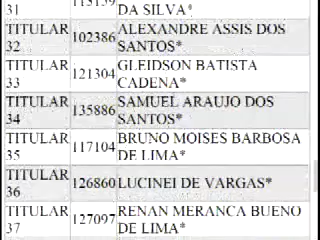 31 113159 DA SILVA*
TITULAR 32 102386 ALEXANDRE ASSIS DOS SANTOS*
TITULAR 33 121304 GLEIDSON BATISTA CADENA*
TITULAR 34 135886 SAMUEL ARAUJO DOS SANTOS*
TITULAR 35 117104 BRUNO MOISES BARBOSA DE LIMA*
TITULAR 36 126860 LUCINEI DE VARGAS*
TITULAR 37 127097 RENAN MERANCA BUENO DE LIMA*